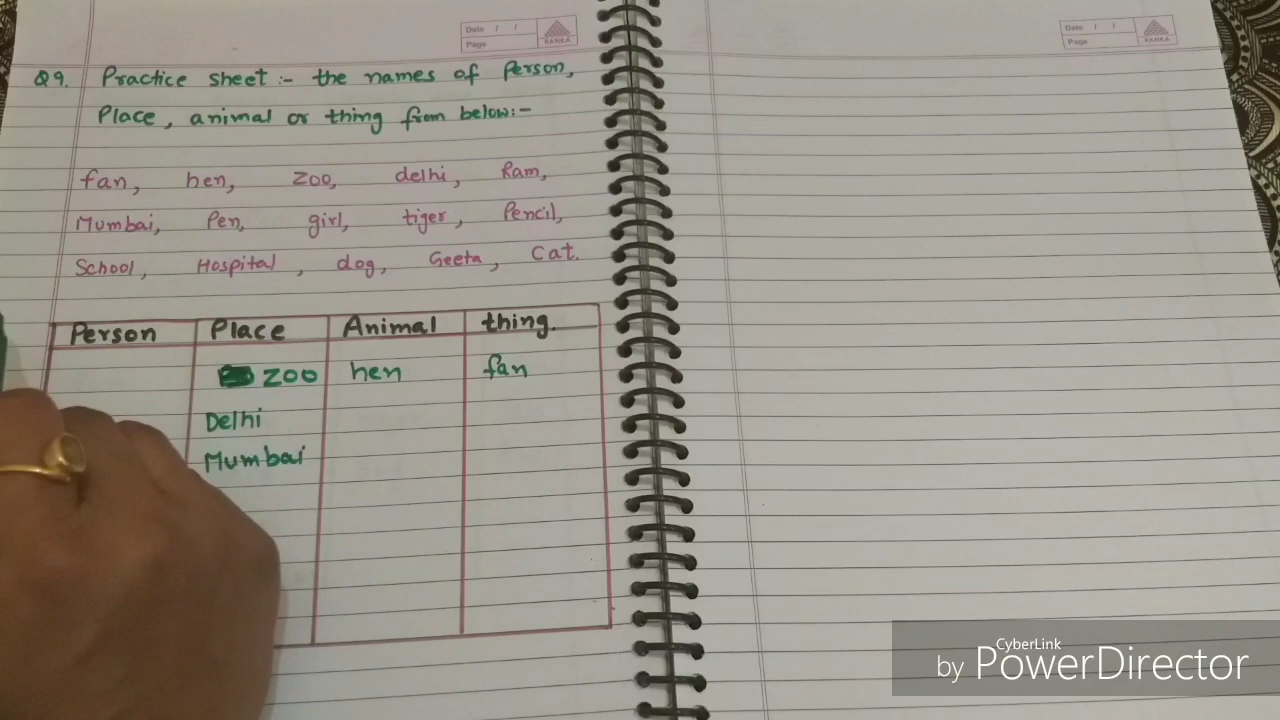 Date / /
Page
RANKA
Date / /
Page
RANKA
Q9. Practice sheet :- the names of Person,
Place, animal or thing from below:-
fan, hen, zoo, delhi, Ram,
Mumbai, Pen, girl, tiger, Pencil,
School, Hospital, dog, Geeta, Cat.
Person Place Animal thing.
zoo hen fan
Delhi
Mumbai
CyberLink
by PowerDirector